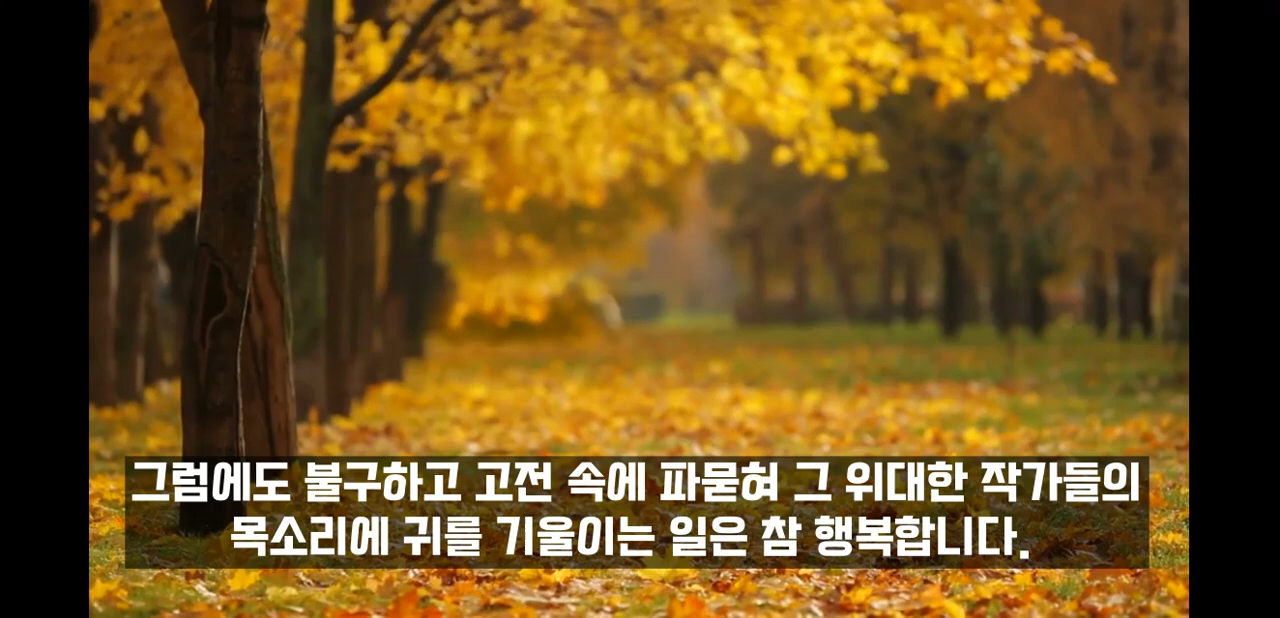 그럼에도 불구하고 고전 속에 파묻혀 그 위대한 작가들의
목소리에 귀를 기울이는 일은 참 행복합니다.